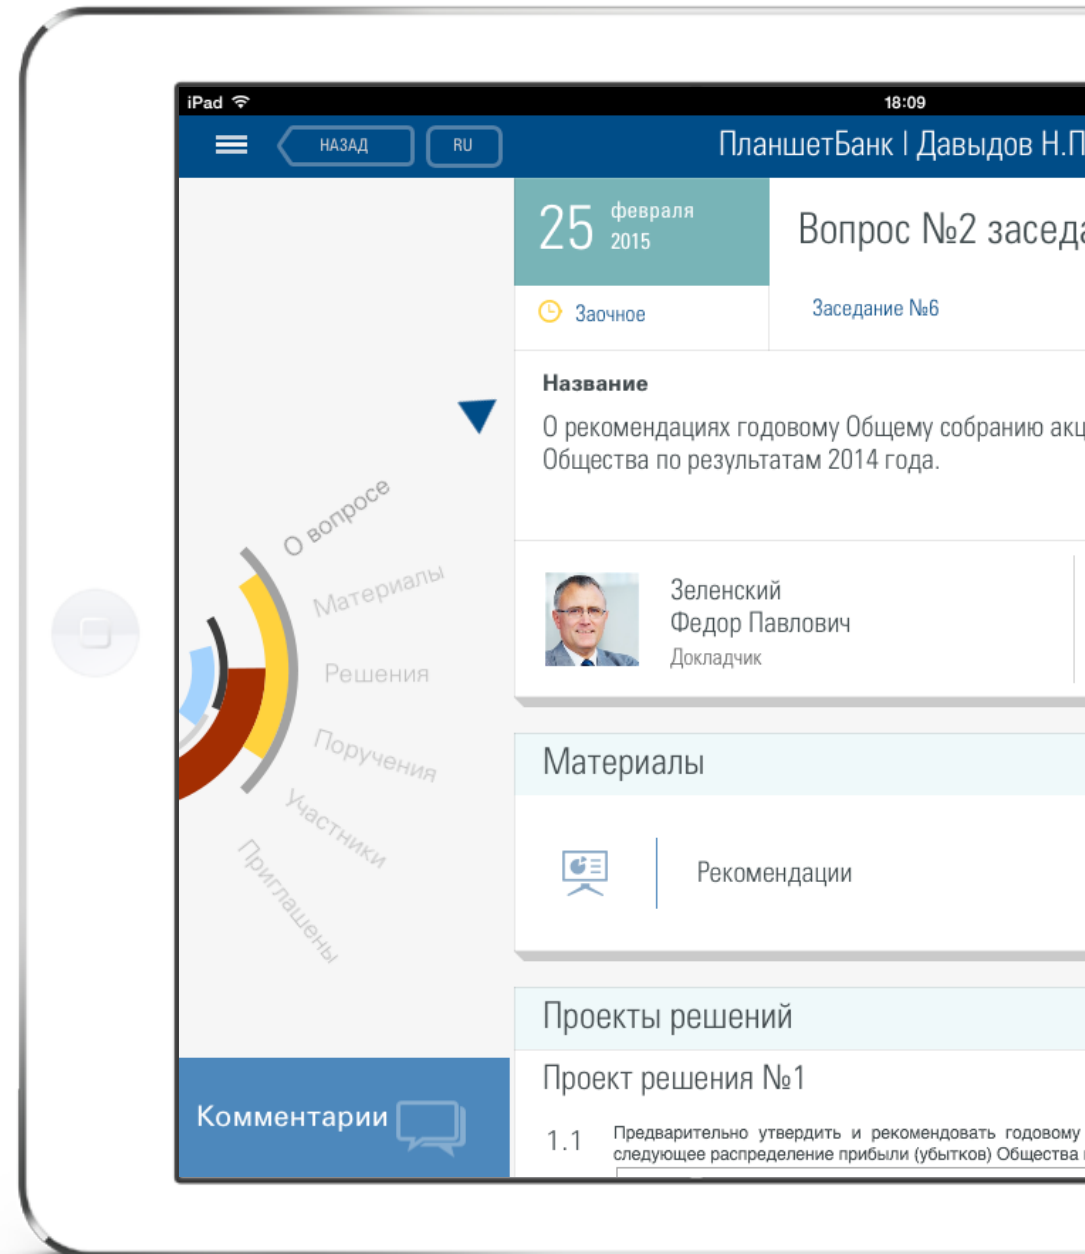 iPad
18:09
НАЗАД
RU
ПланшетБанк | Давыдов Н.П
25
февраля
2015
Вопрос №2 заседа
Заочное
Заседание №6
Название
О рекомендациях годовому Общему собранию акц
Общества по результатам 2014 года.
О вопросе
Материалы
Решения
Поручения
Участники
Приглашены
Зеленский
Федор Павлович
Докладчик
Материалы
Рекомендации
Проекты решений
Проект решения №1
1.1
Предварительно утвердить и рекомендовать годовому
следующее распределение прибыли (убытков) Общества
Комментарии